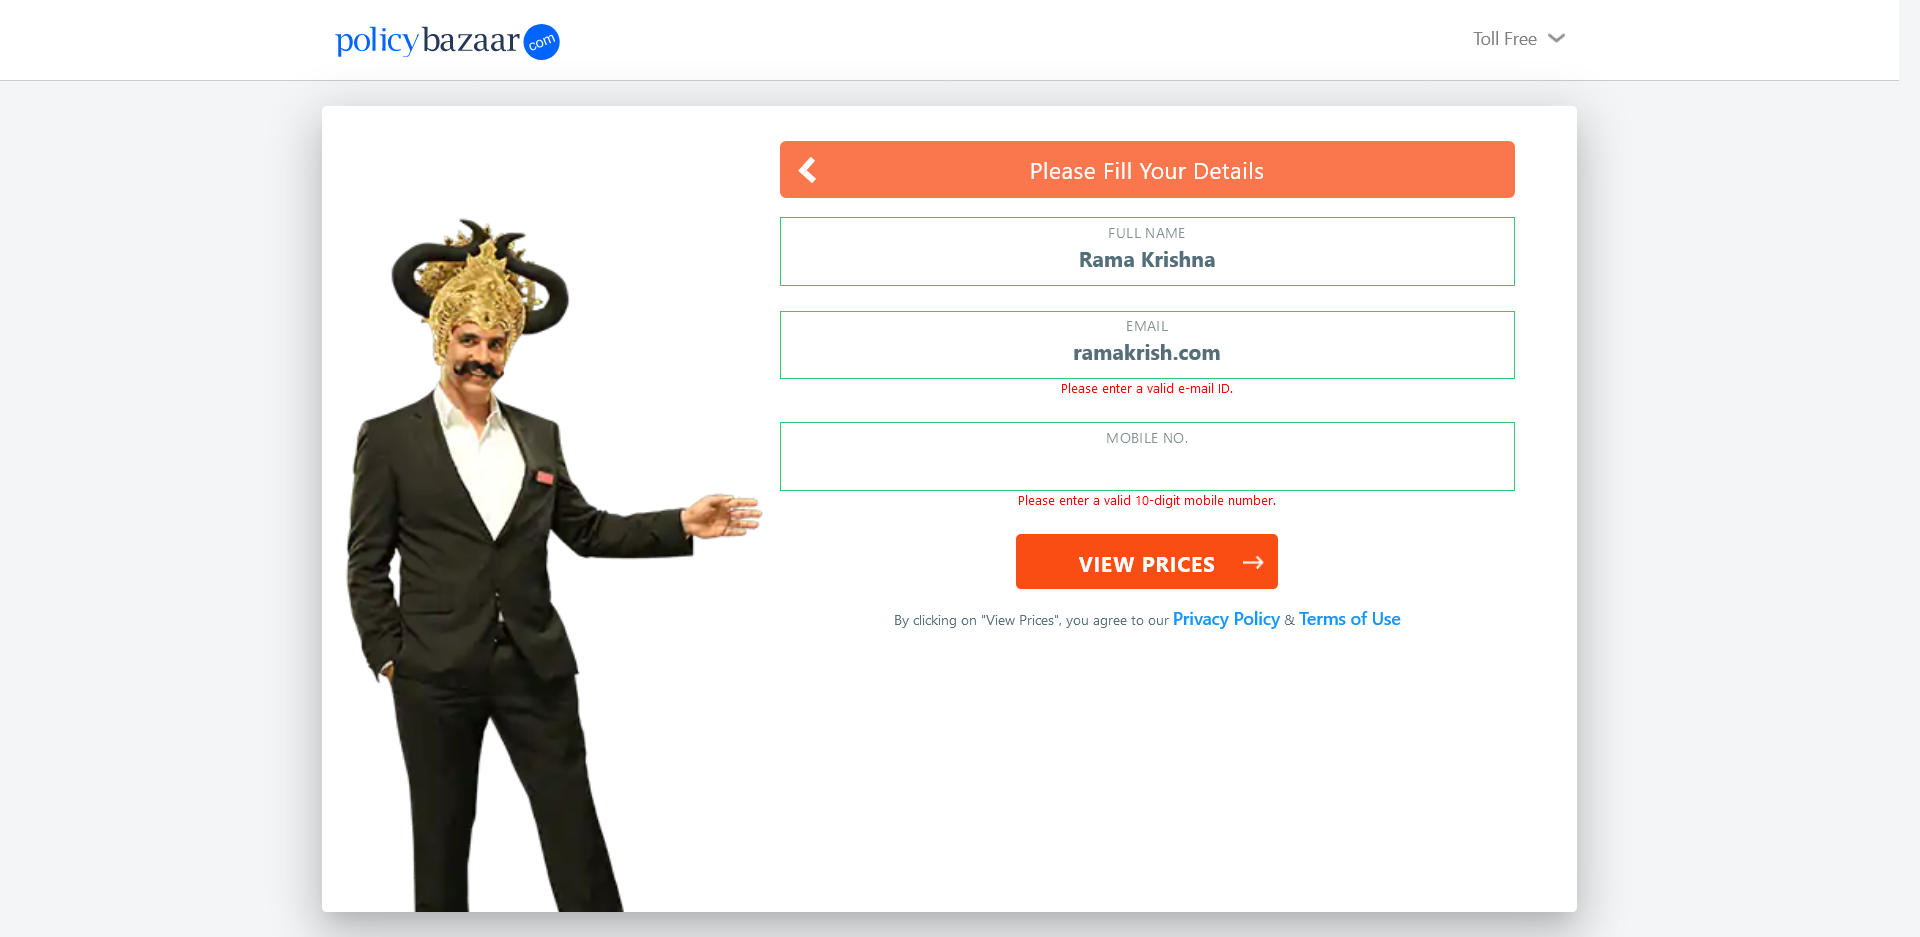 policybazaar.com
Toll Free
Please Fill Your Details
FULL NAME
Rama Krishna
EMAIL
ramakrish.com
Please enter a valid e-mail ID.
MOBILE NO.
Please enter a valid 10-digit mobile number.
VIEW PRICES
By clicking on "View Prices", you agree to our Privacy Policy & Terms of Use